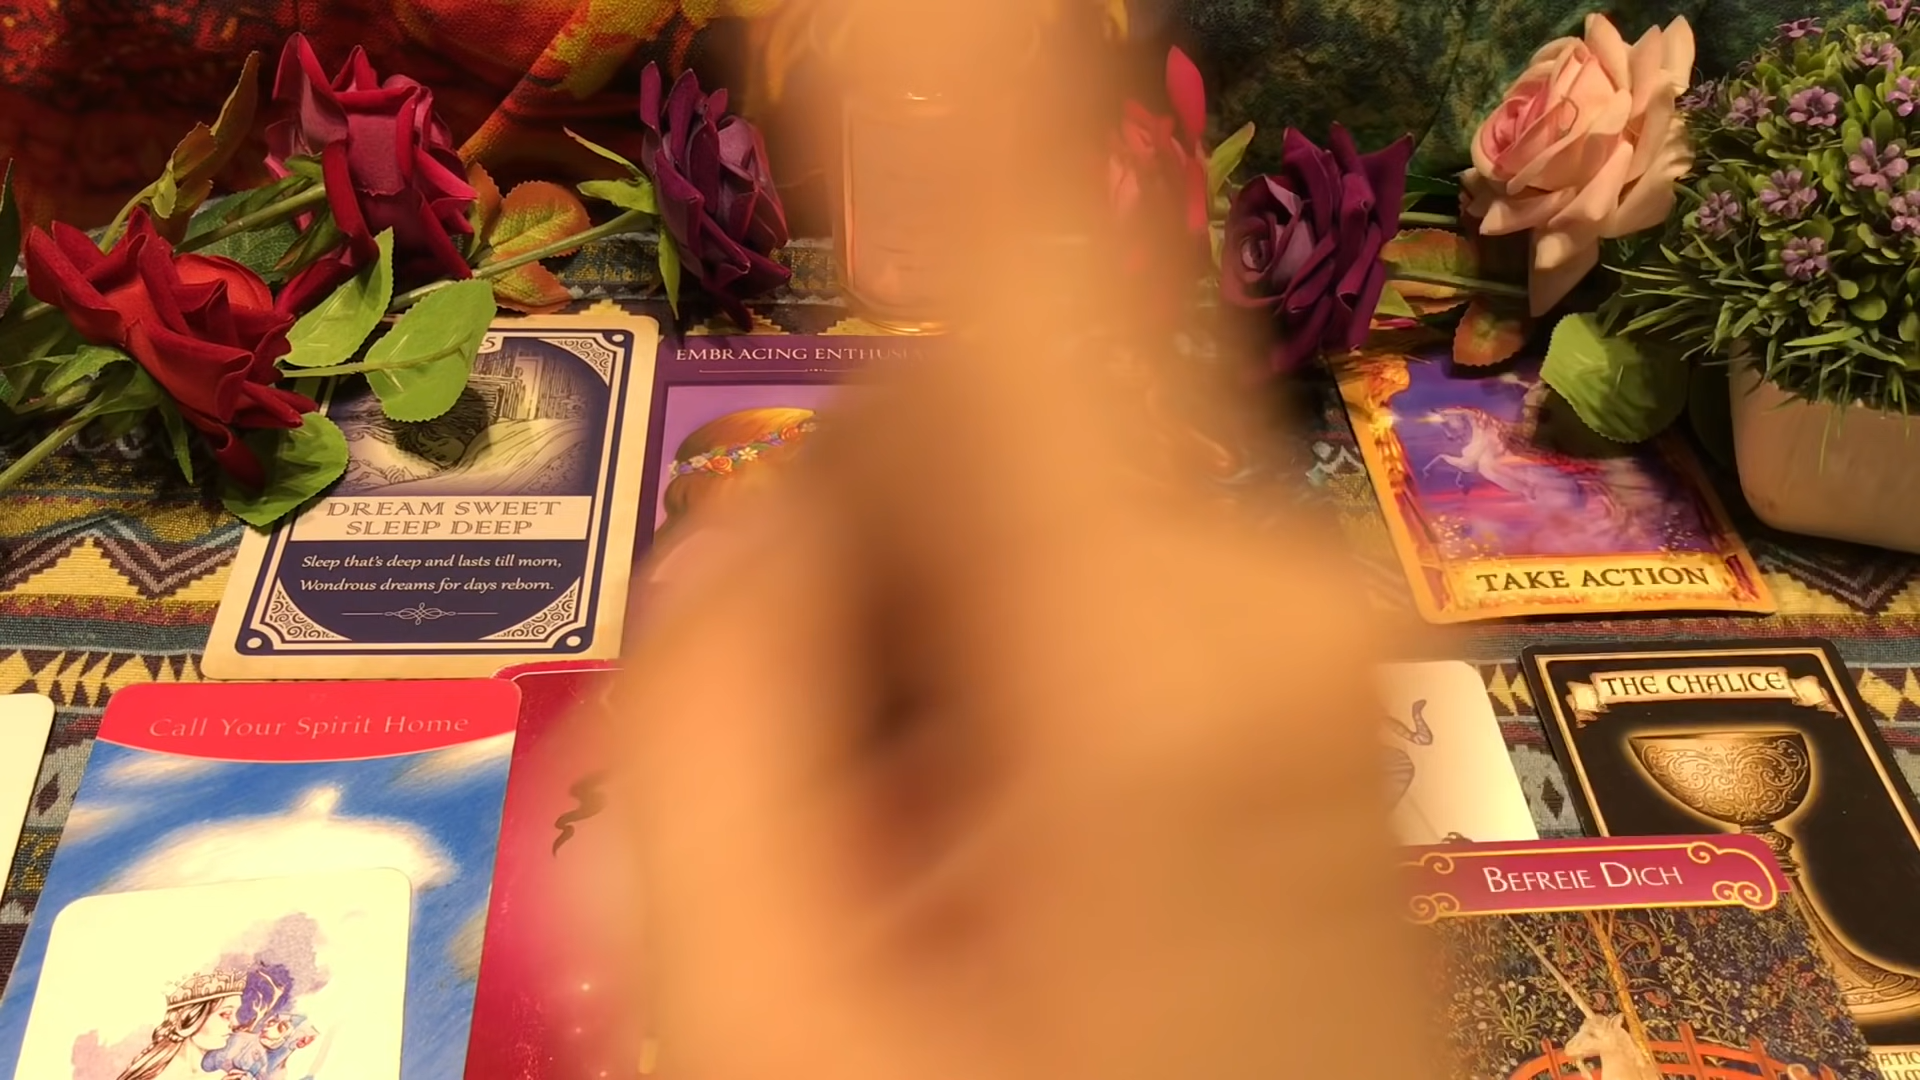 EMBRACING
DREAM SWEET
SLEEP DEEP
Sleep that's deep and lasts till morn,
Wondrous dreams for days reborn.
TAKE ACTION
Call Your Spirit Home
THE CHALICE
BEFREIE DICH